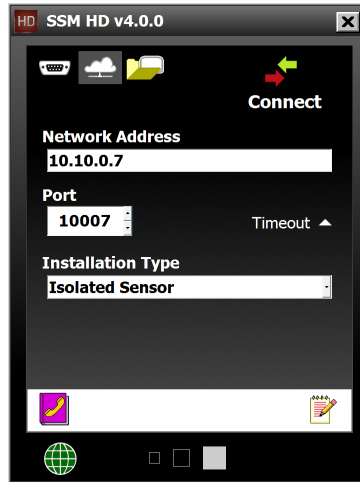 HD SSM HD v4.0.0
Connect
Network Address
10.10.0.7
Port
10007
Timeout
Installation Type
Isolated Sensor